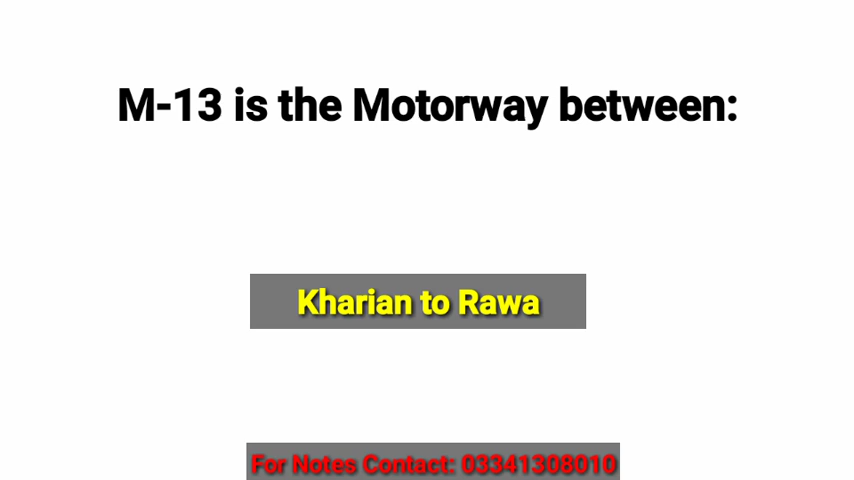 M-13 is the Motorway between:
Kharian to Rawa
For Notes Contact: 03341308010